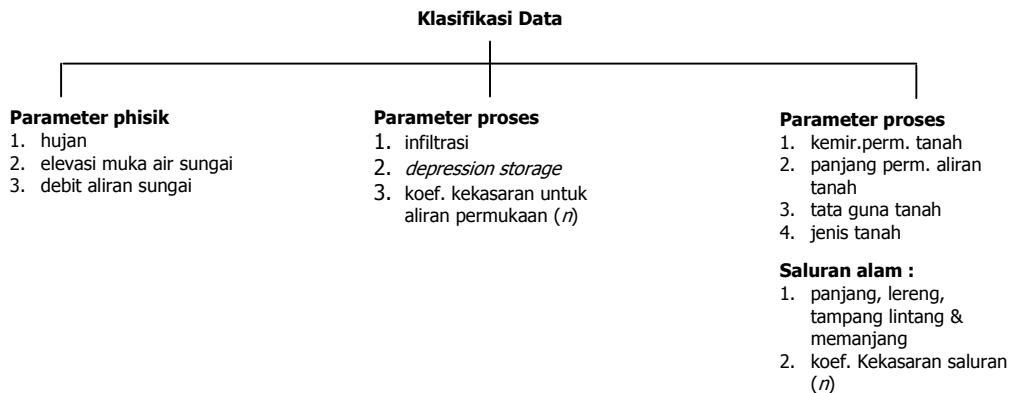 Klasifikasi Data
Parameter phisik
1. hujan
2. elevasi muka air sungai
3. debit aliran sungai
Parameter proses
1. infiltrasi
2. depression storage
3. koef. kekasaran untuk
aliran permukaan (n)
Parameter proses
1. kemir.perm. tanah
2. panjang perm. aliran
tanah
3. tata guna tanah
4. jenis tanah
Saluran alam :
1. panjang, lereng,
tampang lintang &
memanjang
2. koef. Kekasaran saluran
(n)